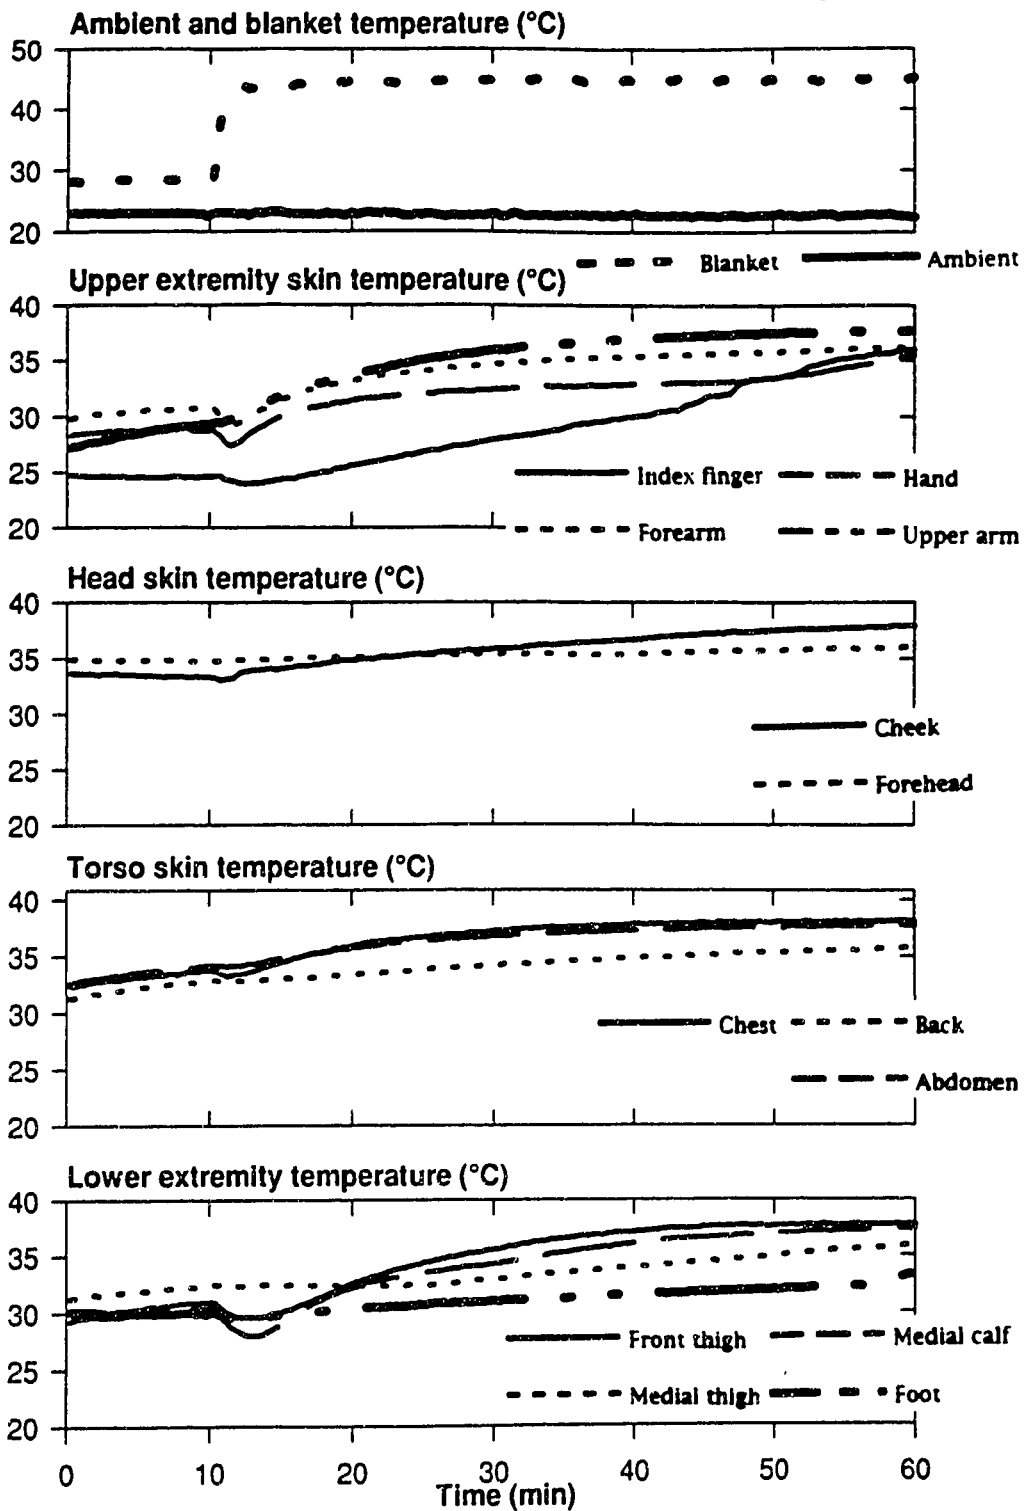 Ambient and blanket temperature (°C)
50
40
30
20
Blanket Ambient
Upper extremity skin temperature (°C)
40
35
30
25
Index finger Hand
20
Forearm Upper arm
Head skin temperature (°C)
40
35
30
Cheek
25
Forehead
20
Torso skin temperature (°C)
40
35
30
Chest Back
25
Abdomen
20
Lower extremity temperature (°C)
40
35
30
Front thigh Medial calf
25
Medial thigh Foot
20
0 10 20 30 40 50 60
Time (min)